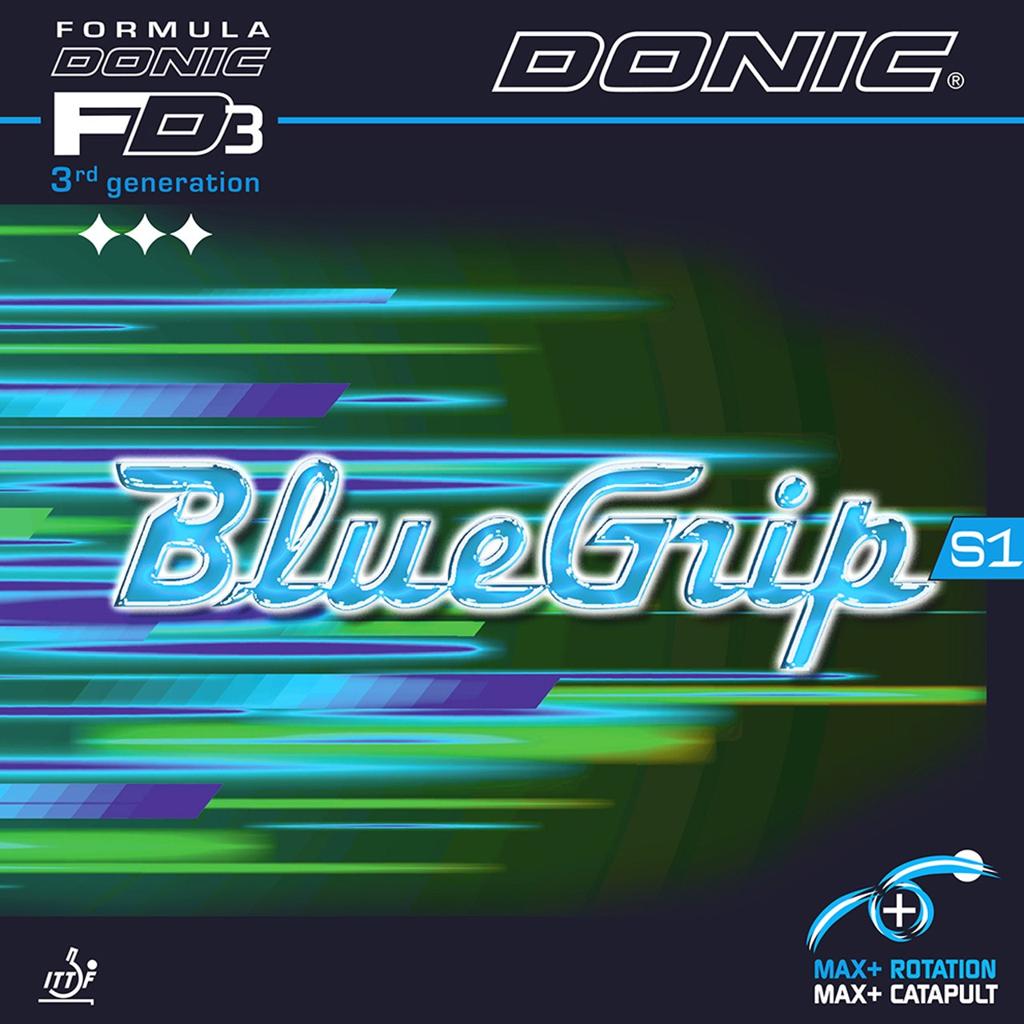 FORMULA
DONIC
FD3
3rd generation
DONIC®
BlueGrip
S1
ITTF
MAX+ ROTATION
MAX+ CATAPULT